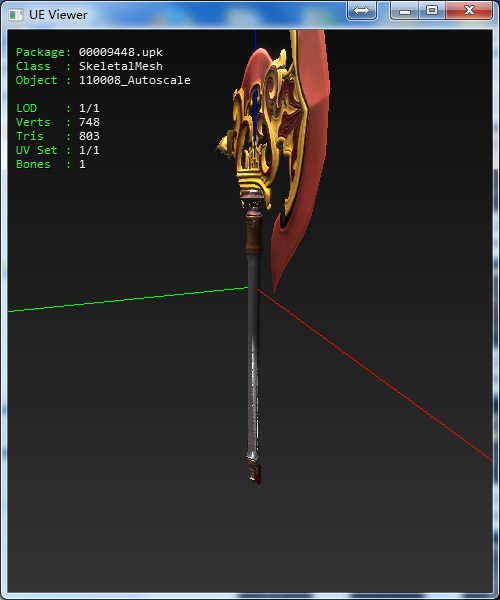 UE Viewer
Package: 00009448.upk
Class  : SkeletalMesh
Object : 110008_Autoscale
LOD    : 1/1
Verts  : 748
Tris   : 803
UV Set : 1/1
Bones  : 1